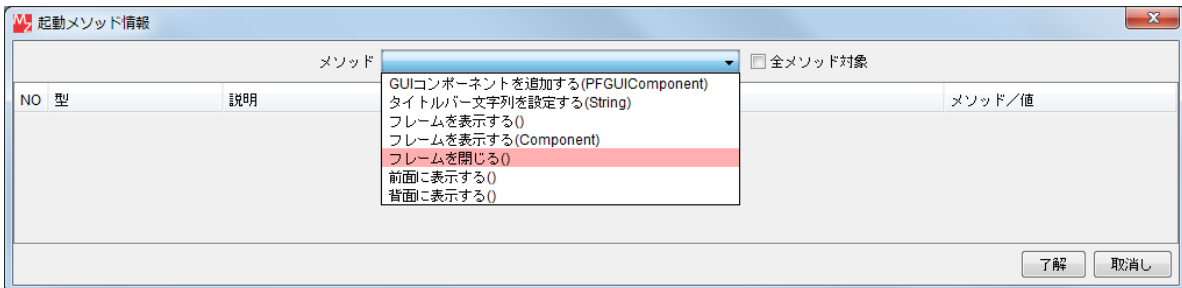 起動メソッド情報
メソッド 全メソッド対象
NO 型 説明 メソッド／値
GUIコンポーネントを追加する(PFGUIComponent)
タイトルバー文字列を設定する(String)
フレームを表示する()
フレームを表示する(Component)
フレームを閉じる()
前面に表示する()
背面に表示する()
了解 取消し